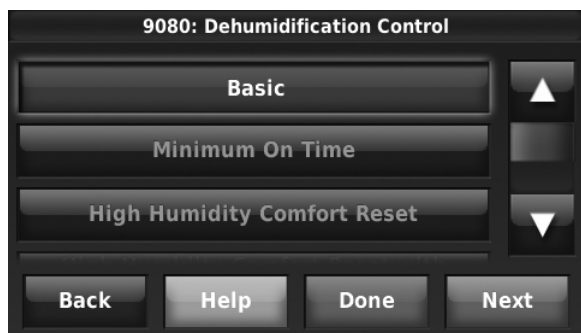 9080: Dehumidification Control
Basic
Minimum On Time
High Humidity Comfort Reset
Back Help Done Next